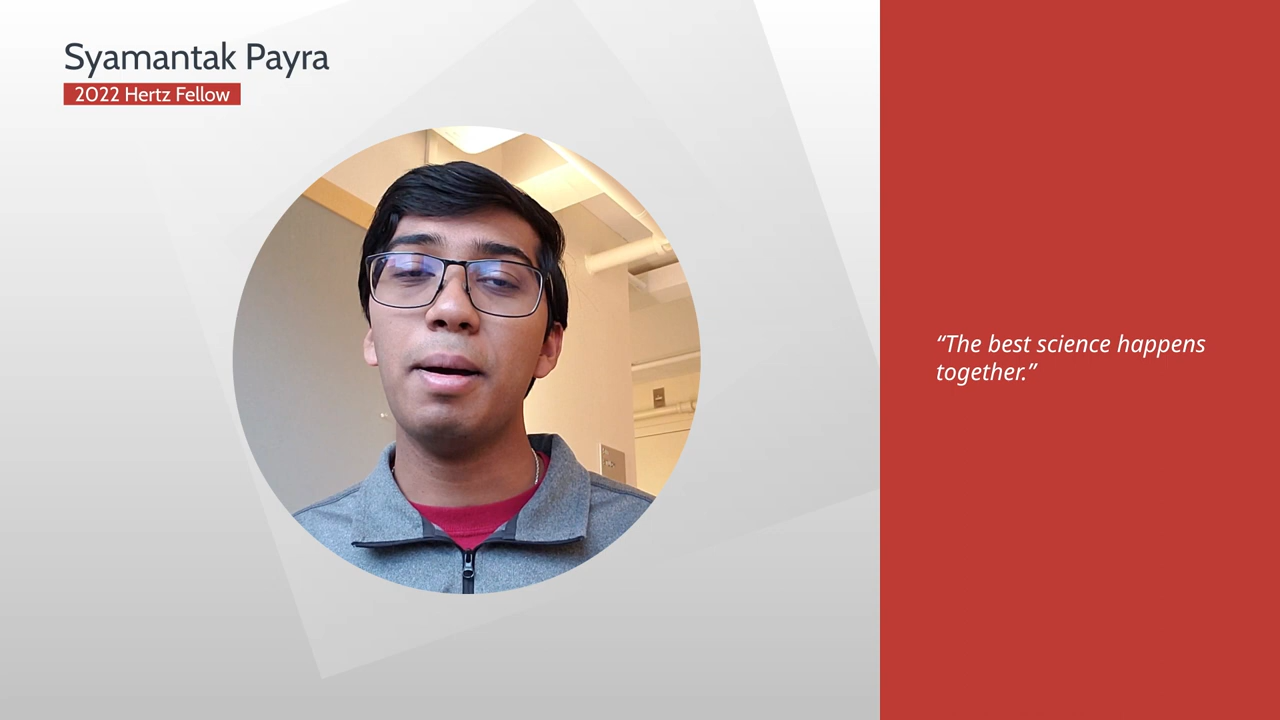 Syamantak Payra
2022 Hertz Fellow
“The best science happens
together.”